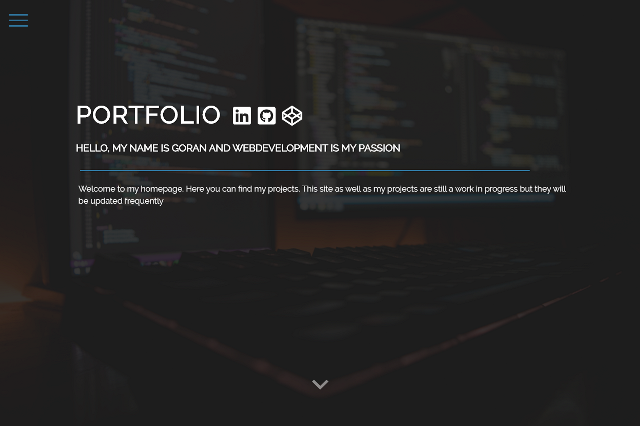 PORTFOLIO
HELLO, MY NAME IS GORAN AND WEBDEVELOPMENT IS MY PASSION
Welcome to my homepage. Here you can find my projects. This site as well as my projects are still a work in progress but they will
be updated frequently